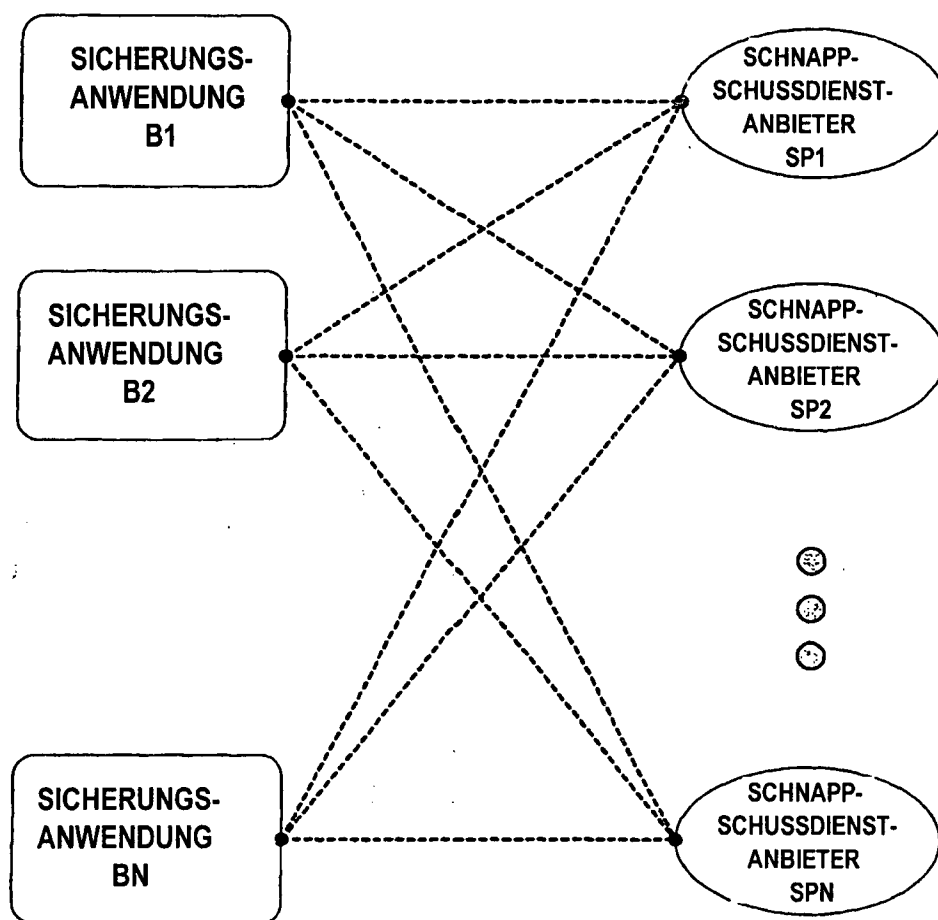 SICHERUNGS-
ANWENDUNG
B1
SCHNAPP-
SCHUSSDIENST-
ANBIETER
SP1
SICHERUNGS-
ANWENDUNG
B2
SCHNAPP-
SCHUSSDIENST-
ANBIETER
SP2
SICHERUNGS-
ANWENDUNG
BN
SCHNAPP-
SCHUSSDIENST-
ANBIETER
SPN